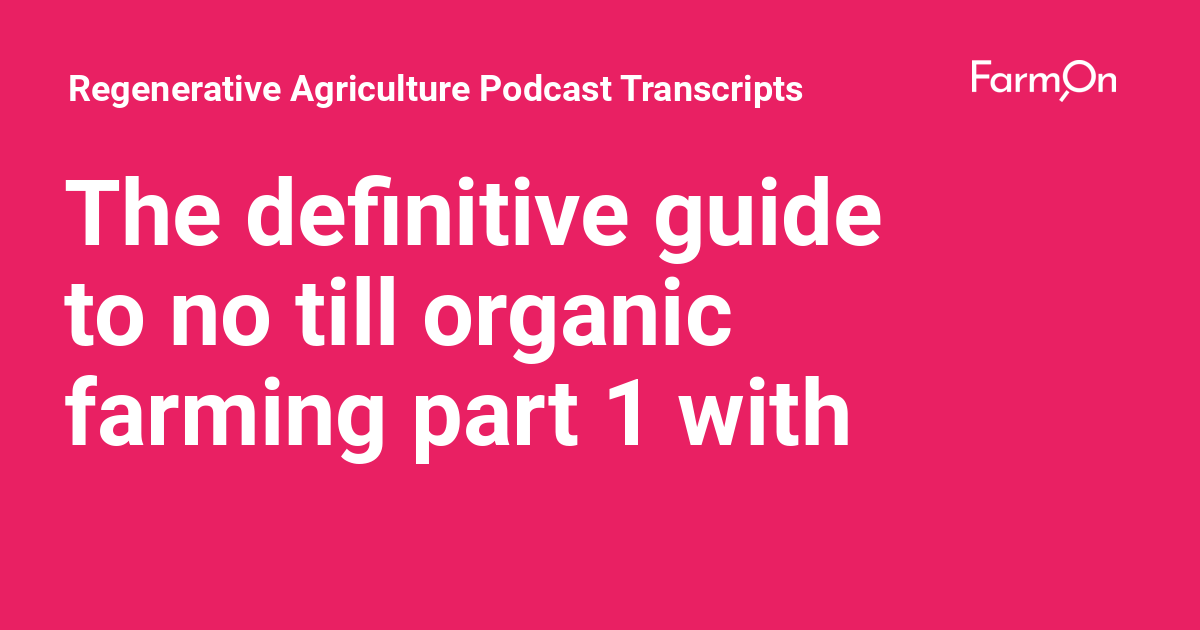 Regenerative Agriculture Podcast Transcripts
FarmOn
The definitive guide
to no till organic
farming part 1 with